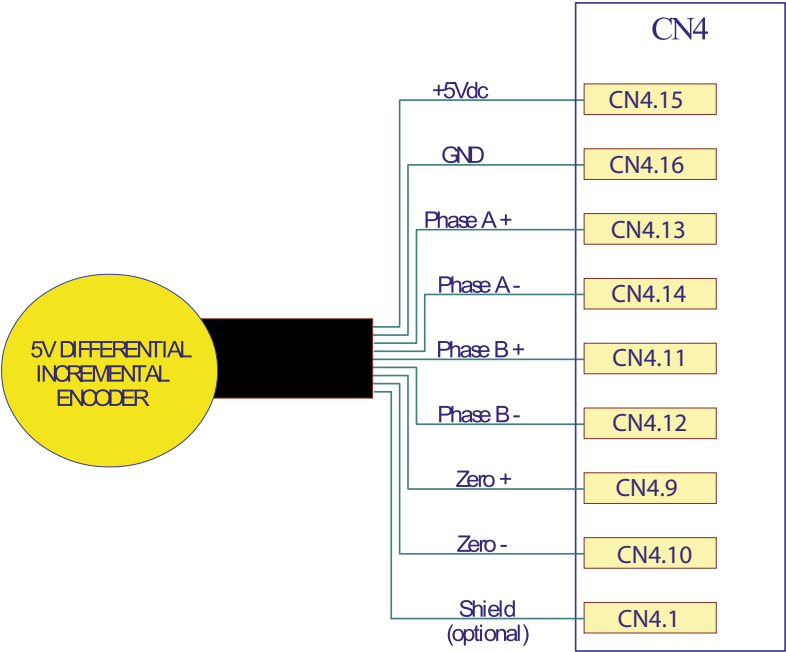 CN4
+5Vdc
CN4.15
GND
CN4.16
Phase A +
CN4.13
Phase A -
CN4.14
5V DIFFERENTIAL
INCREMENTAL
ENCODER
Phase B +
CN4.11
Phase B -
CN4.12
Zero +
CN4.9
Zero -
CN4.10
Shield
(optional)
CN4.1